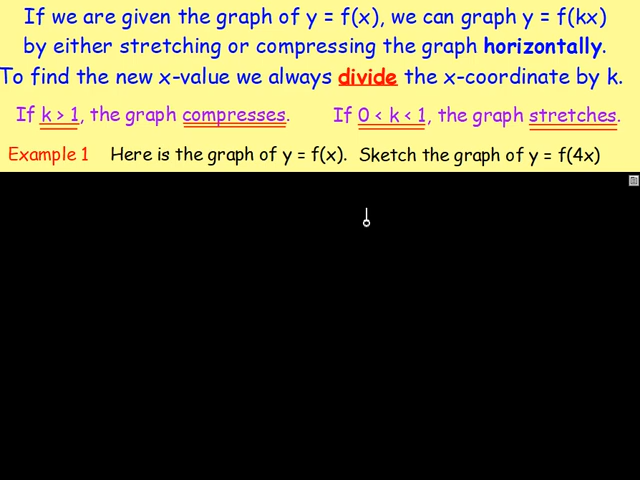 If we are given the graph of y = f(x), we can graph y = f(kx)
by either stretching or compressing the graph horizontally.
To find the new x-value we always divide the x-coordinate by k.
If k > 1, the graph compresses. If 0 < k < 1, the graph stretches.
Example 1 Here is the graph of y = f(x). Sketch the graph of y = f(4x)